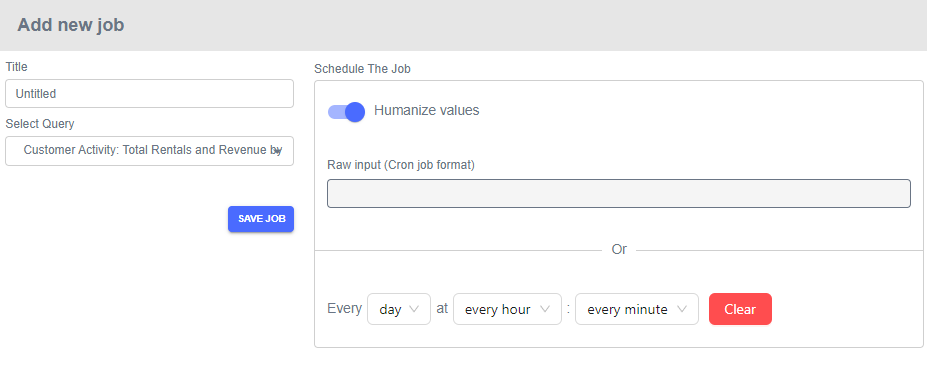 Add new job
Title
Untitled
Select Query
Customer Activity: Total Rentals and Revenue by
SAVE JOB
Schedule The Job
Humanize values
Raw input (Cron job format)
Or
Every day at every hour : every minute Clear